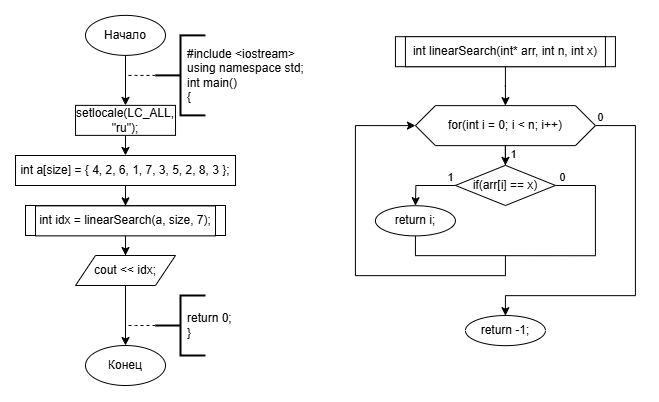 Начало
#include <iostream>
using namespace std;
int main()
{
setlocale(LC_ALL,
"ru");
int a[size] = { 4, 2, 6, 1, 7, 3, 5, 2, 8, 3 };
int idx = linearSearch(a, size, 7);
cout << idx;
return 0;
}
Конец
int linearSearch(int* arr, int n, int x)
for(int i = 0; i < n; i++)
0
1
if(arr[i] == x)
1
0
return i;
return -1;